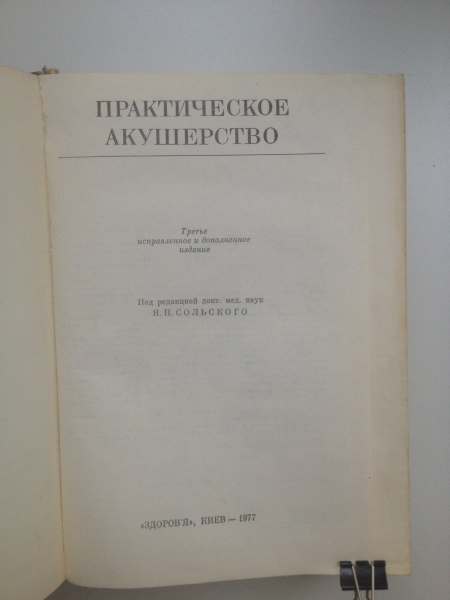 ПРАКТИЧЕСКОЕ
АКУШЕРСТВО
Третье
исправленное и дополненное
издание
Под редакцией докт. мед. наук
Я. П. СОЛЬСКОГО
«ЗДОРОВ'Я», КИЕВ — 1977